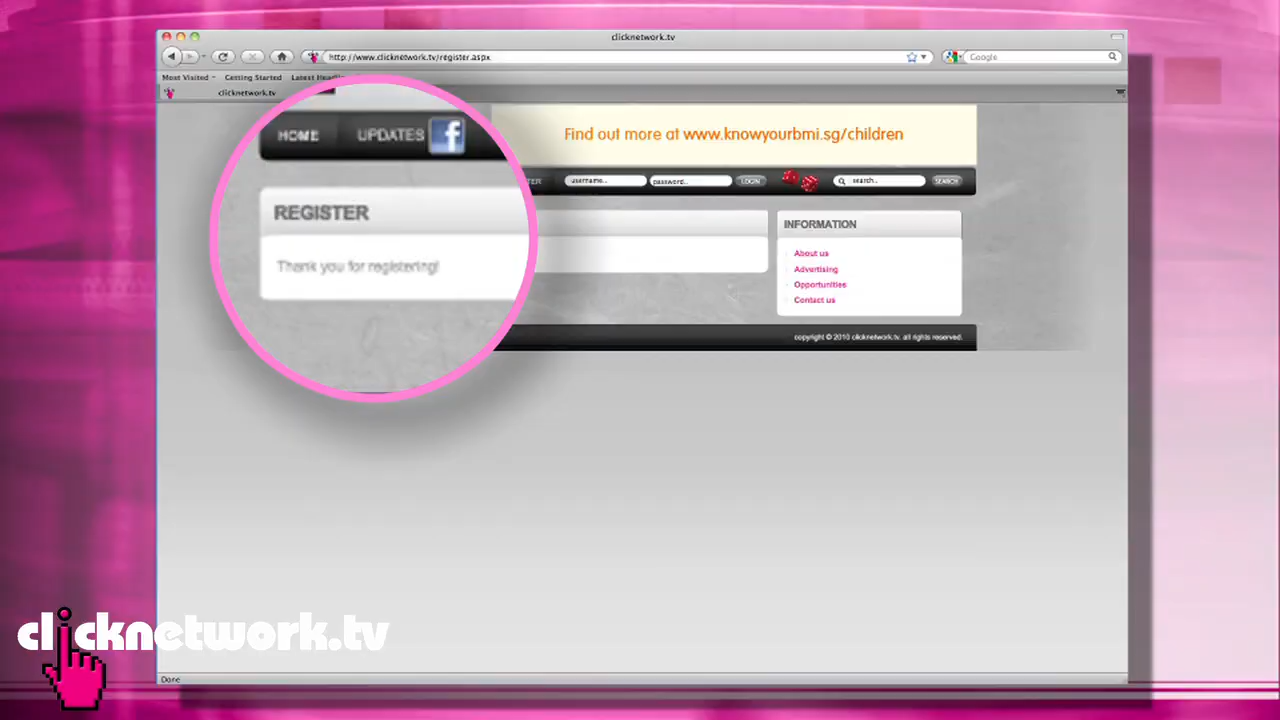 clicknetwork.tv
http://www.clicknetwork.tv/register.aspx
Google
Most Visited
Getting Started
clicknetwork.tv
HOME
UPDATES
f
Find out more at www.knowyourbmi.sg/children
username..
password..
LOGIN
search..
SEARCH
REGISTER
Thank you for registering!
INFORMATION
About us
Advertising
Opportunities
Contact us
copyright © 2010 clicknetwork.tv. all rights reserved.
clicknetwork.tv
Done